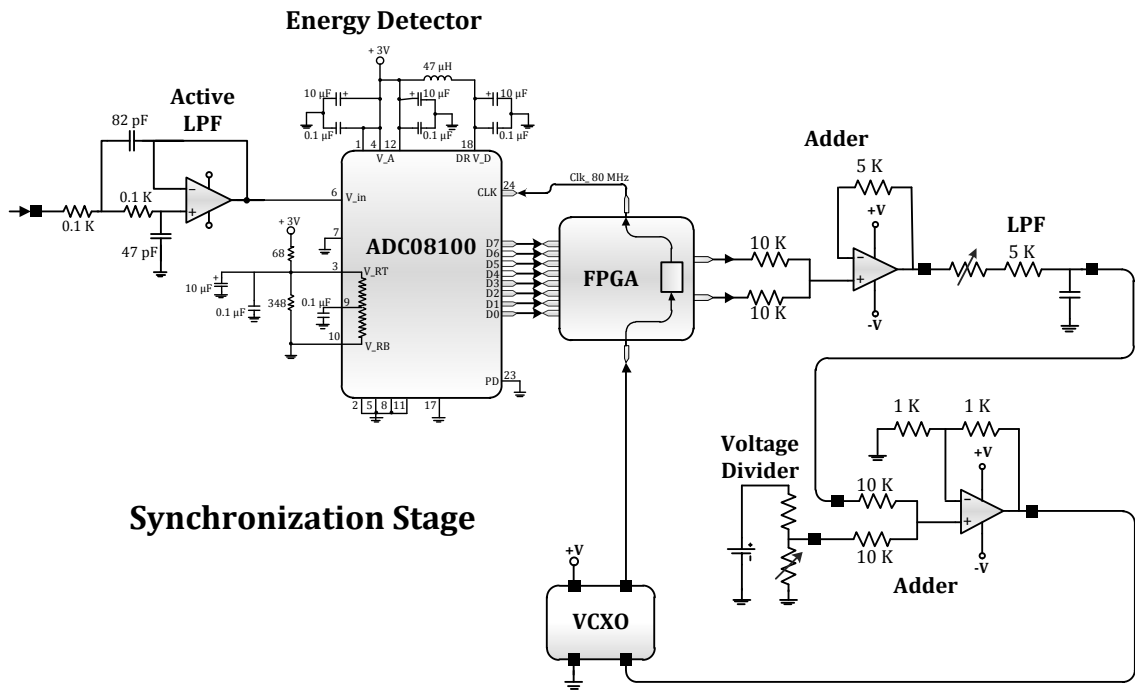 Energy Detector
+ 3V
47 µH
10 µF
+
+
10 µF
+
10 µF
0.1 µF
0.1 µF
0.1 µF
Active
LPF
82 pF
0.1 K
0.1 K
47 pF
−
+
1
4
12
18
V_A
DR V_D
24
CLK
Clk_ 80 MHz
6
V_in
7
ADC08100
+ 3V
68
3
V_RT
+
10 µF
0.1 µF
348
0.1 µF
9
10
V_RB
D7
D6
D5
D4
D3
D2
D1
D0
PD
23
2
5
8
11
17
FPGA
Adder
5 K
+V
−
+
-V
10 K
10 K
LPF
5 K
1 K
1 K
+V
−
+
-V
Voltage
Divider
10 K
10 K
+
Adder
Synchronization Stage
+V
VCXO